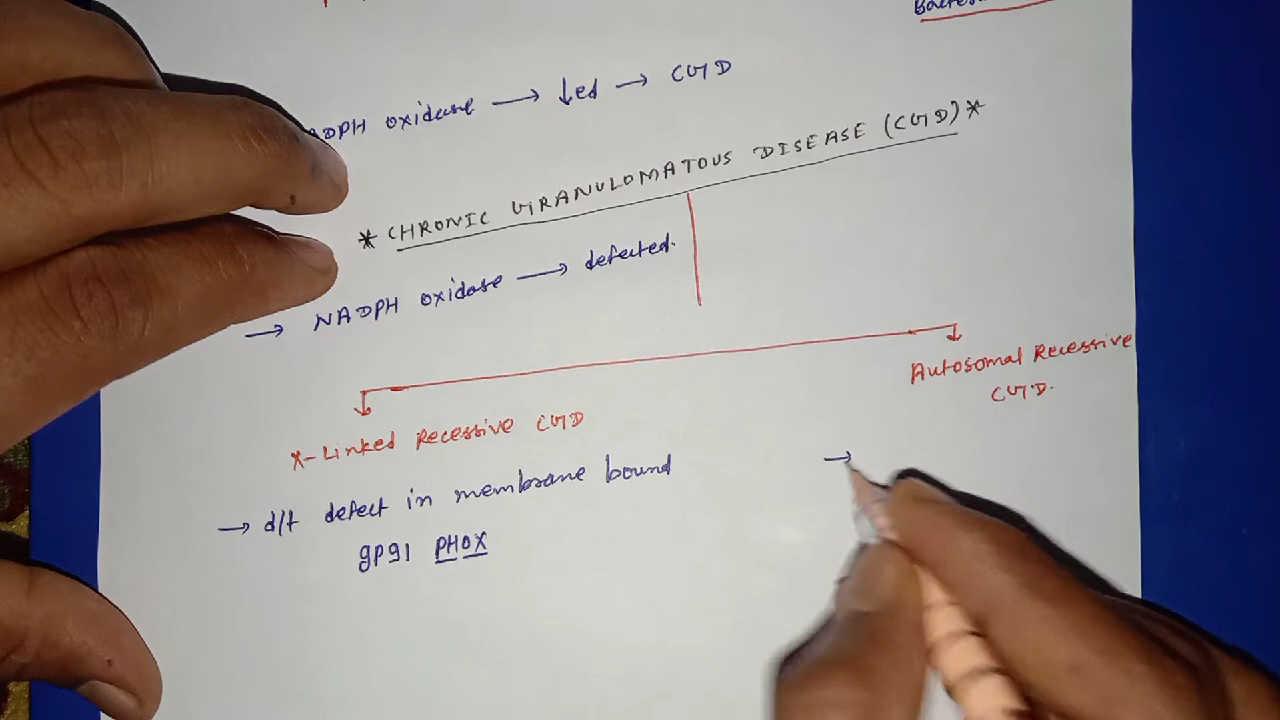 ADPH oxidase → ↓ed → CGD
* CHRONIC GRANULOMATOUS DISEASE (CGD) *
→ NADPH oxidase → defected.
X-Linked Recessive CGD
Autosomal Recessive
CGD.
→ d/t defect in membrane bound
gp91 PHOX
→